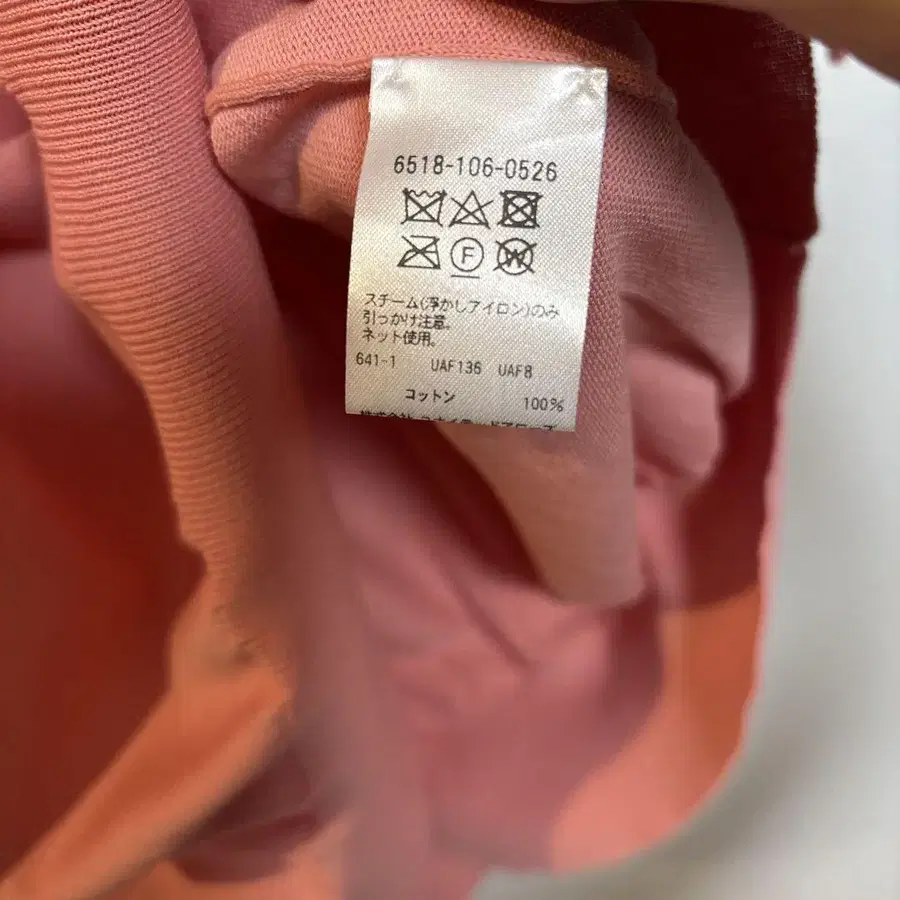 6518-106-0526
F W
スチーム(浮かしアイロン)のみ
引っかけ注意。
ネット使用。
641-1 UAF136 UAF8
コットン 100%